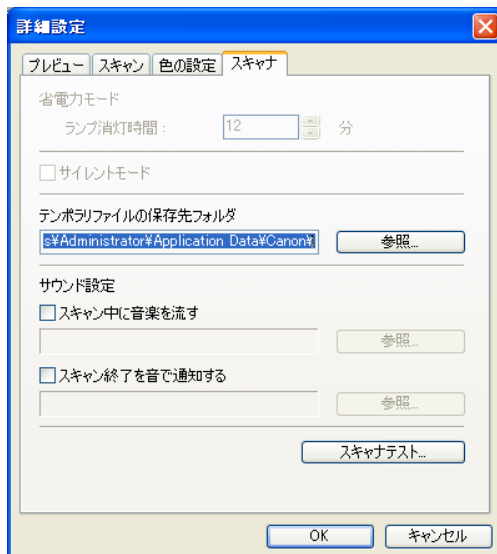 詳細設定
プレビュー スキャン 色の設定 スキャナ
省電力モード
ランプ消灯時間： 12 分
サイレントモード
テンポラリファイルの保存先フォルダ
s¥Administrator¥Application Data¥Canon¥ 参照...
サウンド設定
スキャン中に音楽を流す
参照...
スキャン終了を音で通知する
参照...
スキャナテスト...
OK キャンセル